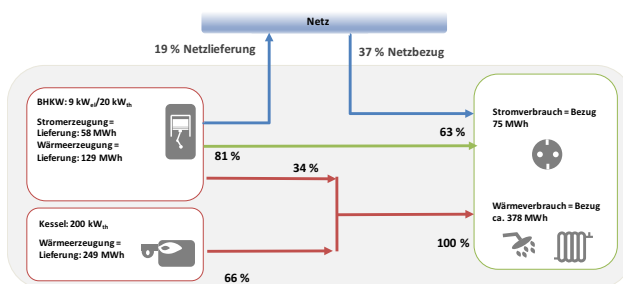 Netz
19 % Netzlieferung
37 % Netzbezug
BHKW: 9 kWel/20 kWth
Stromerzeugung =
Lieferung: 58 MWh
Wärmeerzeugung =
Lieferung: 129 MWh
81 %
63 %
34 %
Stromverbrauch = Bezug
75 MWh
Kessel: 200 kWth
Wärmeerzeugung =
Lieferung: 249 MWh
66 %
100 %
Wärmeverbrauch = Bezug
ca. 378 MWh